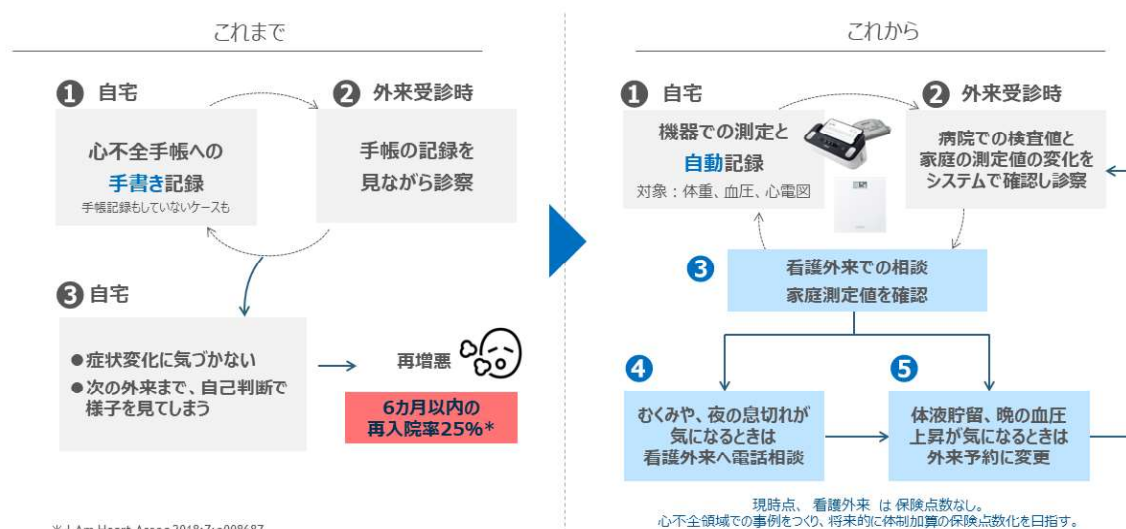 これまで
❶ 自宅
心不全手帳への
手書き記録
手帳記録もしていないケースも
❷ 外来受診時
手帳の記録を
見ながら診察
❸ 自宅
●症状変化に気づかない
●次の外来まで、自己判断で
様子を見てしまう
再増悪
6カ月以内の
再入院率25%*
これから
❶ 自宅
機器での測定と
自動記録
対象：体重、血圧、心電図
❷ 外来受診時
病院での検査値と
家庭の測定値の変化を
システムで確認し診察
❸
看護外来での相談
家庭測定値を確認
❹
むくみや、夜の息切れが
気になるときは
看護外来へ電話相談
❺
体液貯留、晩の血圧
上昇が気になるときは
外来予約に変更
現時点、 看護外来 は 保険点数なし。
心不全領域での事例をつくり、将来的に体制加算の保険点数化を目指す。